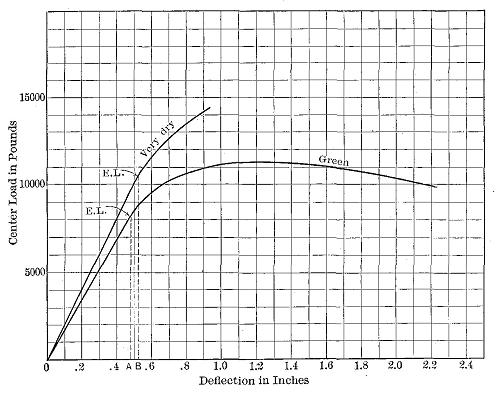 15000
Very dry
E.L.
Green
10000
E.L.
5000
Center Load in Pounds
0 .2 .4 A B .6 .8 1.0 1.2 1.4 1.6 1.8 2.0 2.2 2.4
Deflection in Inches